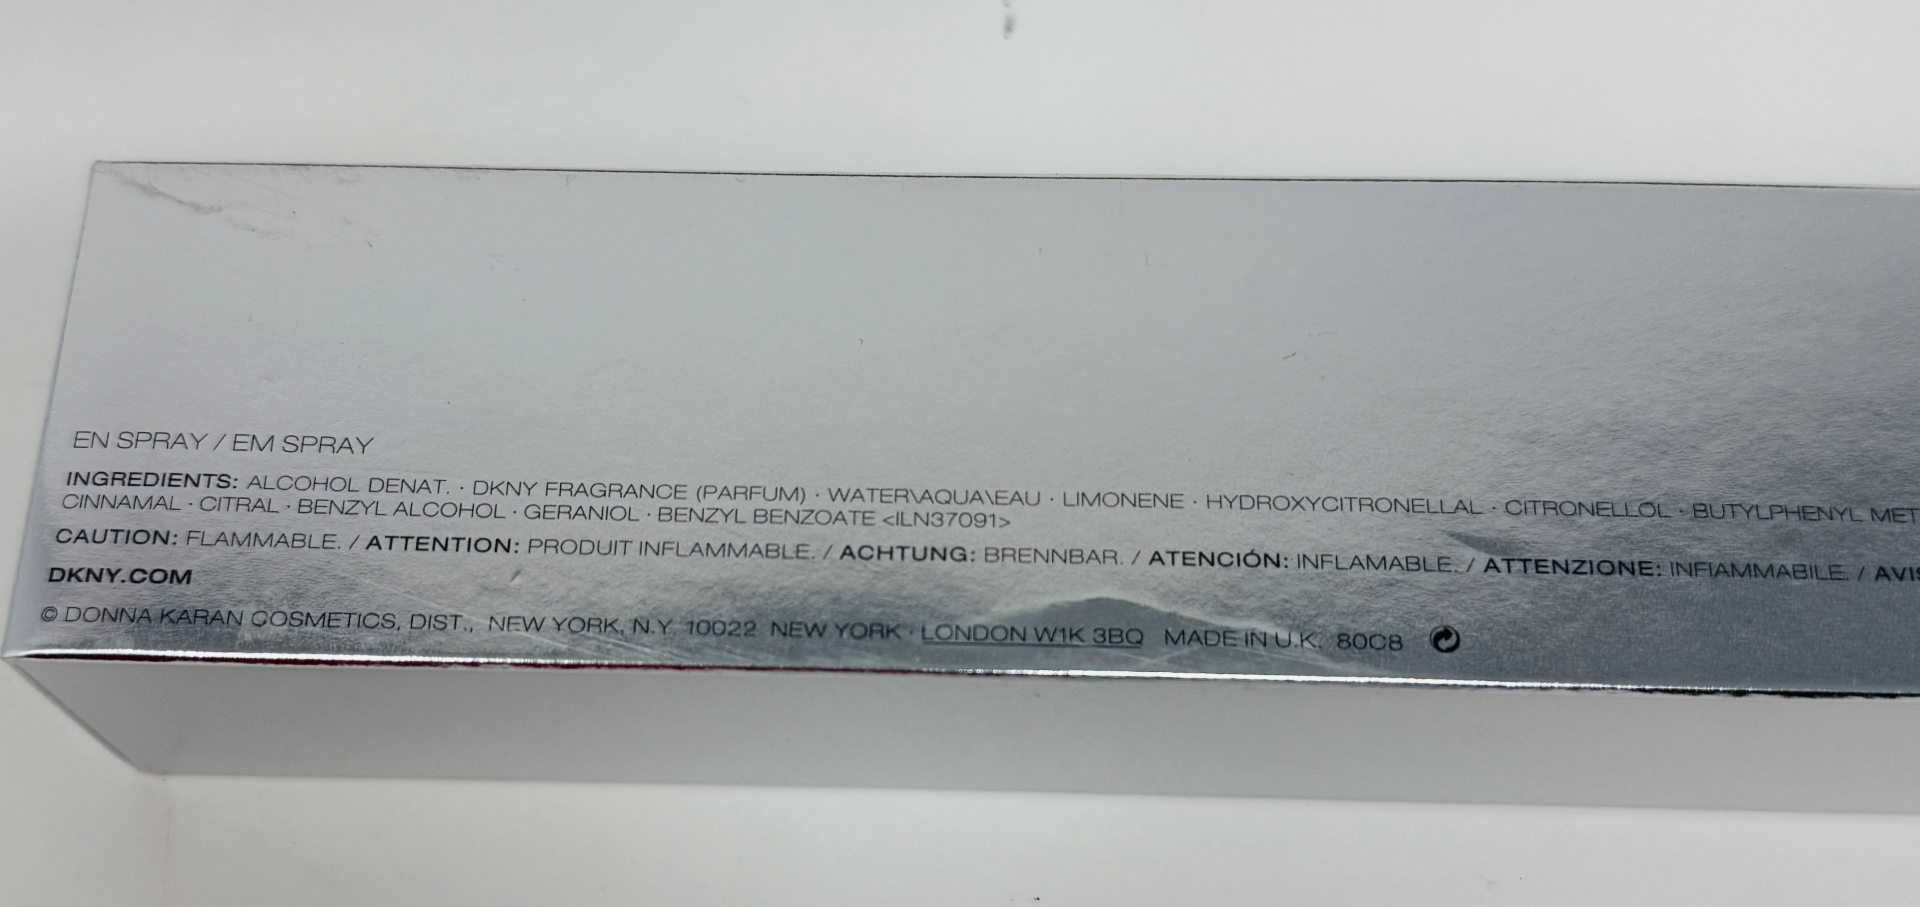 EN SPRAY / EM SPRAY
INGREDIENTS: ALCOHOL DENAT. · DKNY FRAGRANCE (PARFUM) · WATER\AQUA\EAU · LIMONENE · HYDROXYCITRONELLAL · CITRONELLOL · BUTYLPHENYL MET
CINNAMAL · CITRAL · BENZYL ALCOHOL · GERANIOL · BENZYL BENZOATE <ILN37091>
CAUTION: FLAMMABLE. / ATTENTION: PRODUIT INFLAMMABLE. / ACHTUNG: BRENNBAR. / ATENCIÓN: INFLAMABLE. / ATTENZIONE: INFIAMMABILE. / AVIS
DKNY.COM
© DONNA KARAN COSMETICS, DIST., NEW YORK, N.Y. 10022 NEW YORK · LONDON W1K 3BQ MADE IN U.K. 80C8